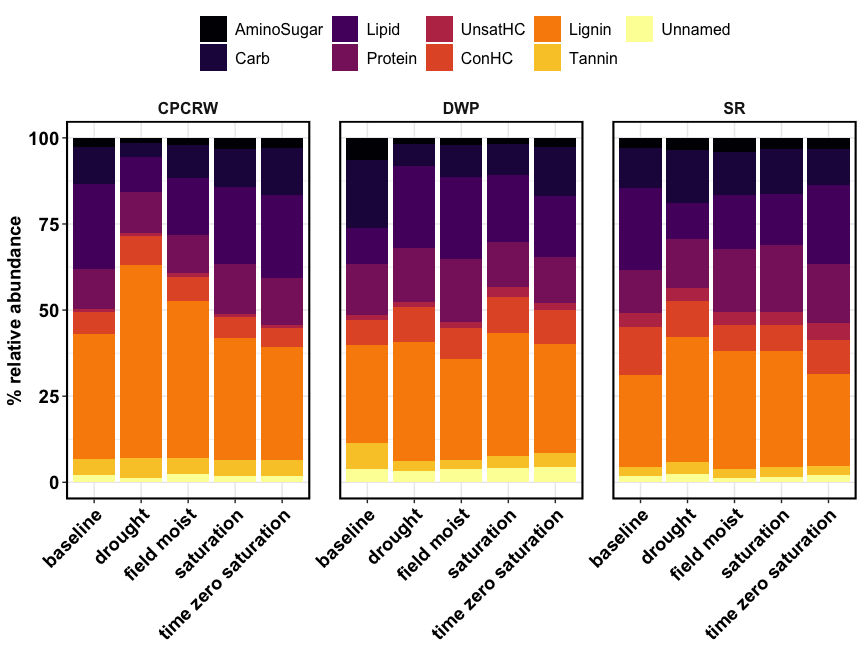 AminoSugar Lipid UnsatHC Lignin Unnamed
Carb Protein ConHC Tannin
CPCRW DWP SR
% relative abundance
100
75
50
25
0
baseline drought field moist saturation time zero saturation baseline drought field moist saturation time zero saturation baseline drought field moist saturation time zero saturation